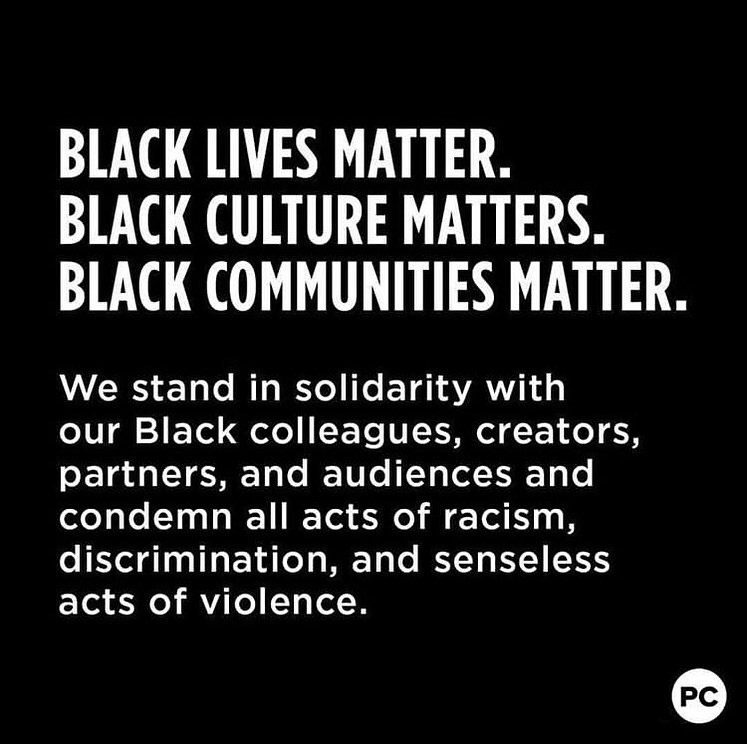 BLACK LIVES MATTER.
BLACK CULTURE MATTERS.
BLACK COMMUNITIES MATTER.
We stand in solidarity with
our Black colleagues, creators,
partners, and audiences and
condemn all acts of racism,
discrimination, and senseless
acts of violence.
PC